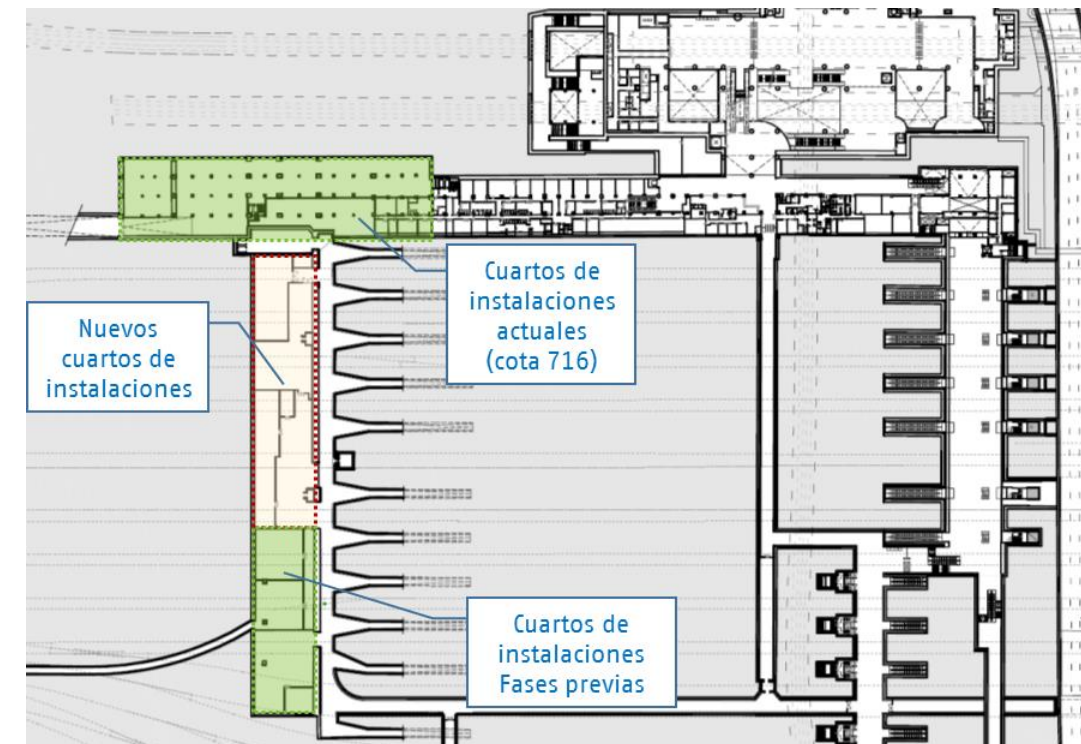 Cuartos de
instalaciones
actuales
(cota 716)
Nuevos
cuartos de
instalaciones
Cuartos de
instalaciones
Fases previas